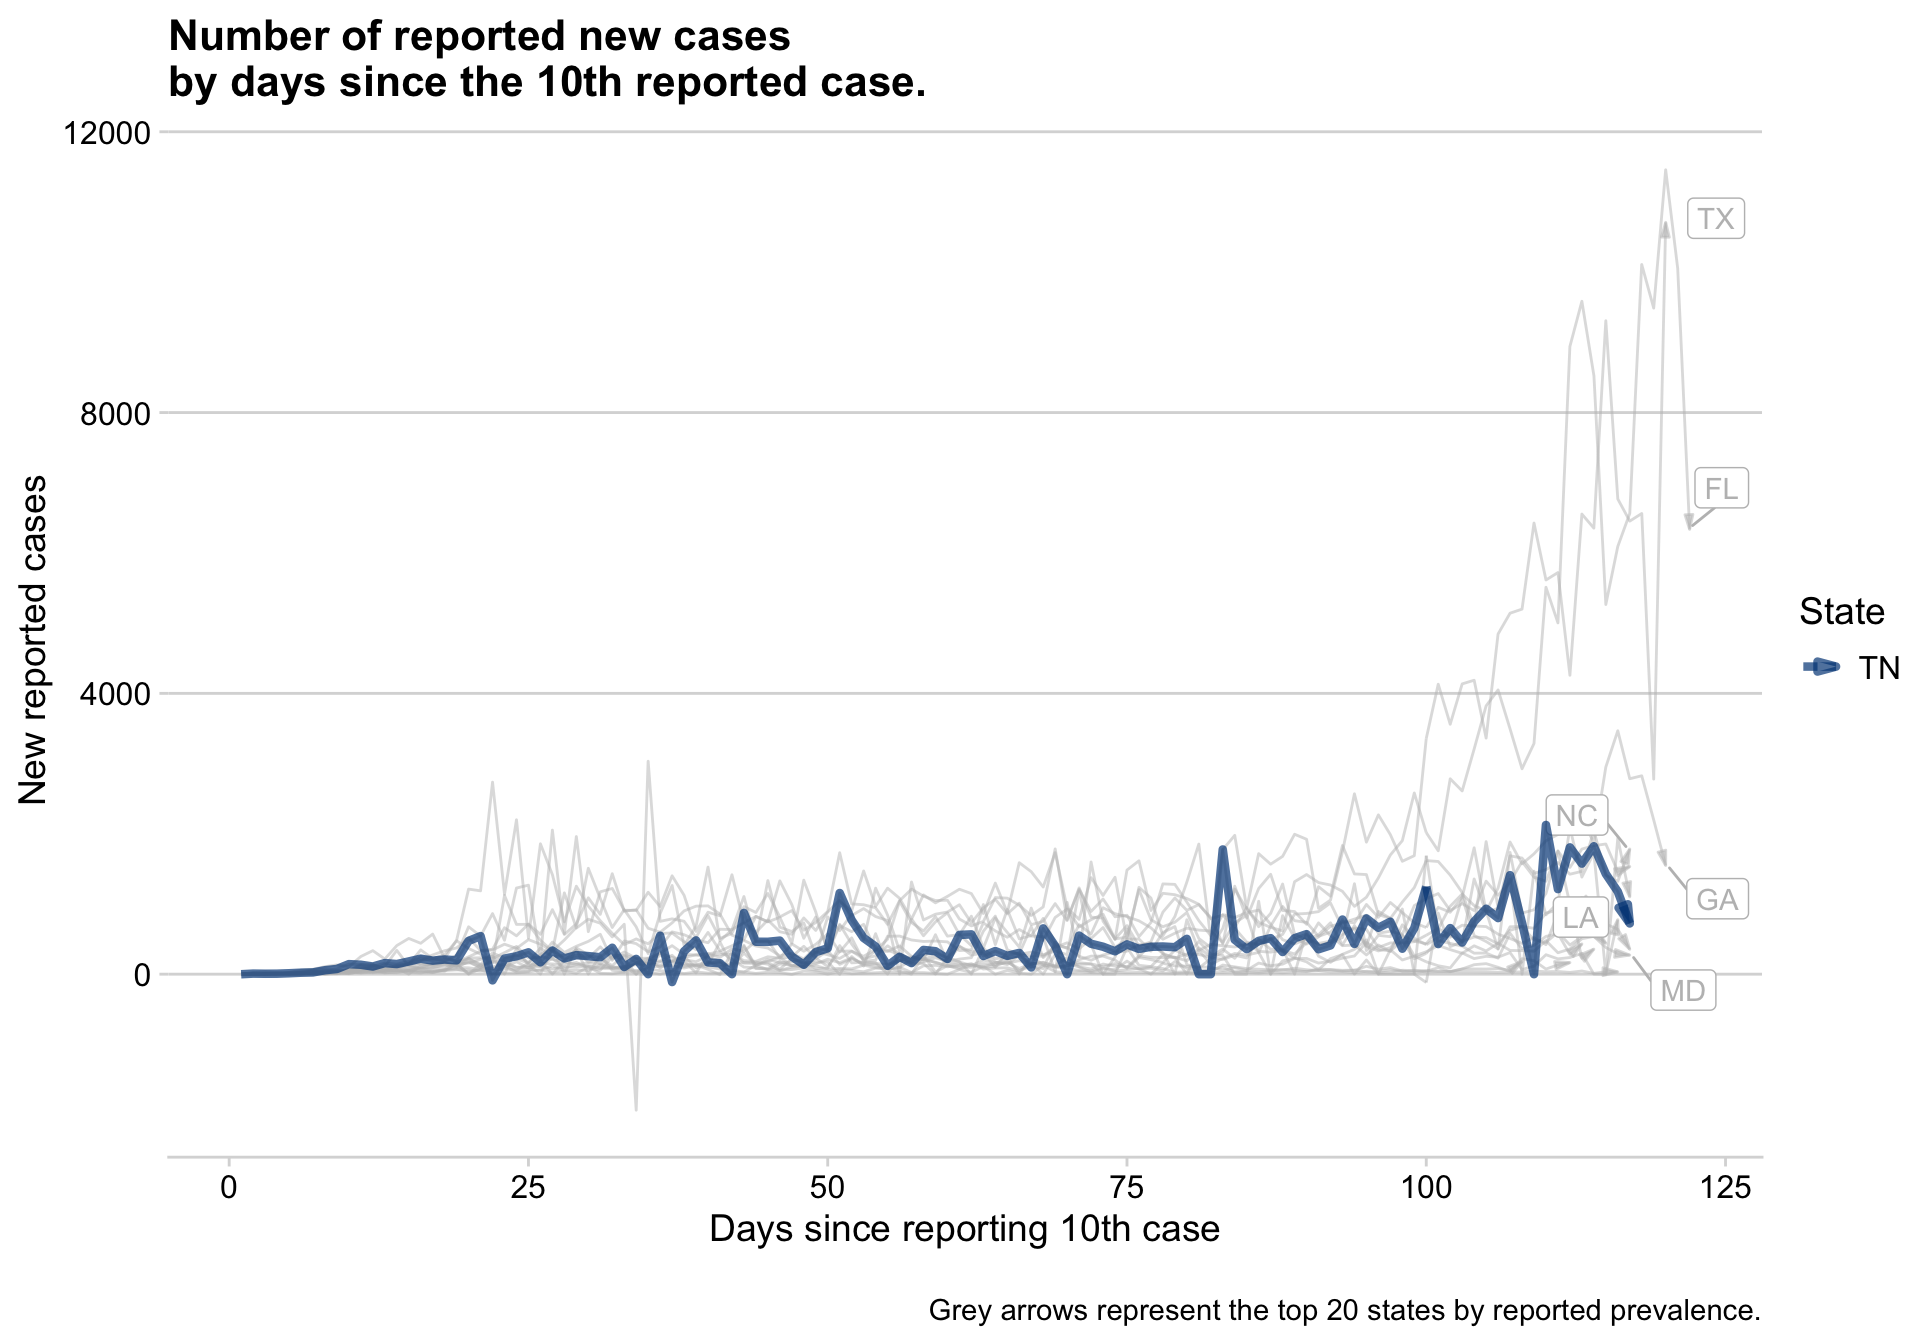 Number of reported new cases
by days since the 10th reported case.
12000
8000
4000
0
New reported cases
TX
FL
NC
GA
LA
MD
State
TN
0 25 50 75 100 125
Days since reporting 10th case
Grey arrows represent the top 20 states by reported prevalence.